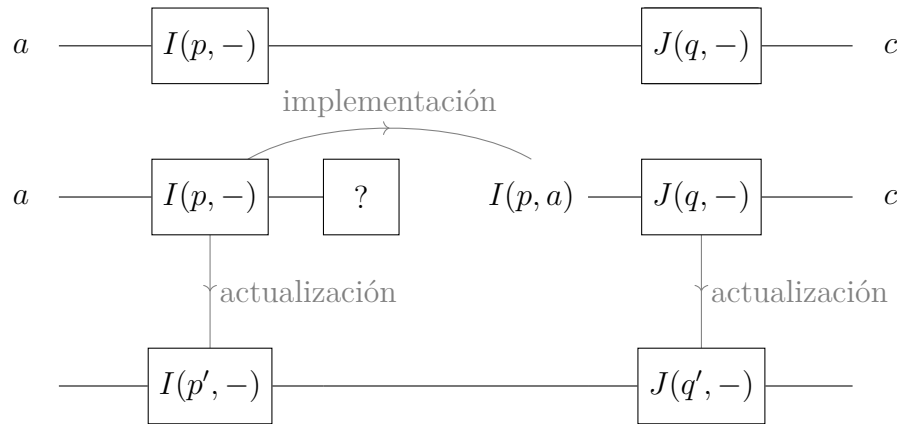 a I(p, −) J(q, −) c
implementación
a I(p, −) ? I(p, a) J(q, −) c
actualización actualización
I(p′, −) J(q′, −)